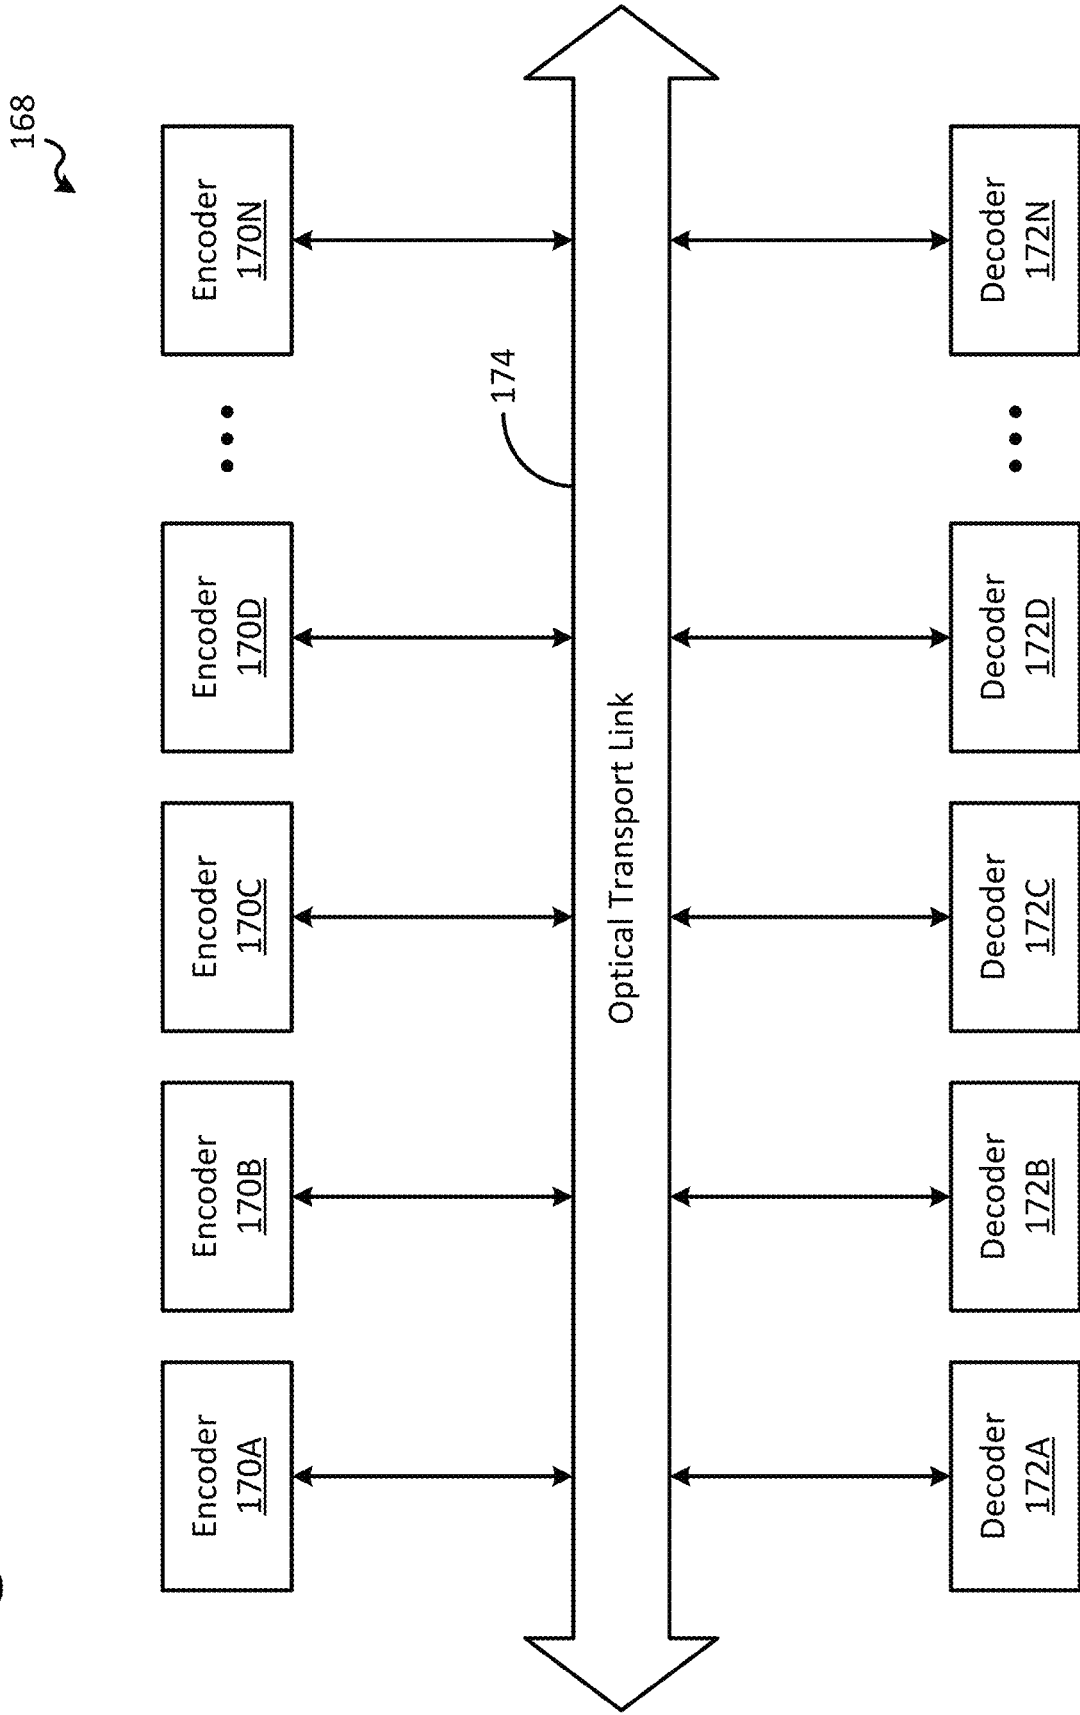 168
Encoder
170A
Encoder
170B
Encoder
170C
Encoder
170D
Encoder
170N
174
Optical Transport Link
Decoder
172A
Decoder
172B
Decoder
172C
Decoder
172D
Decoder
172N